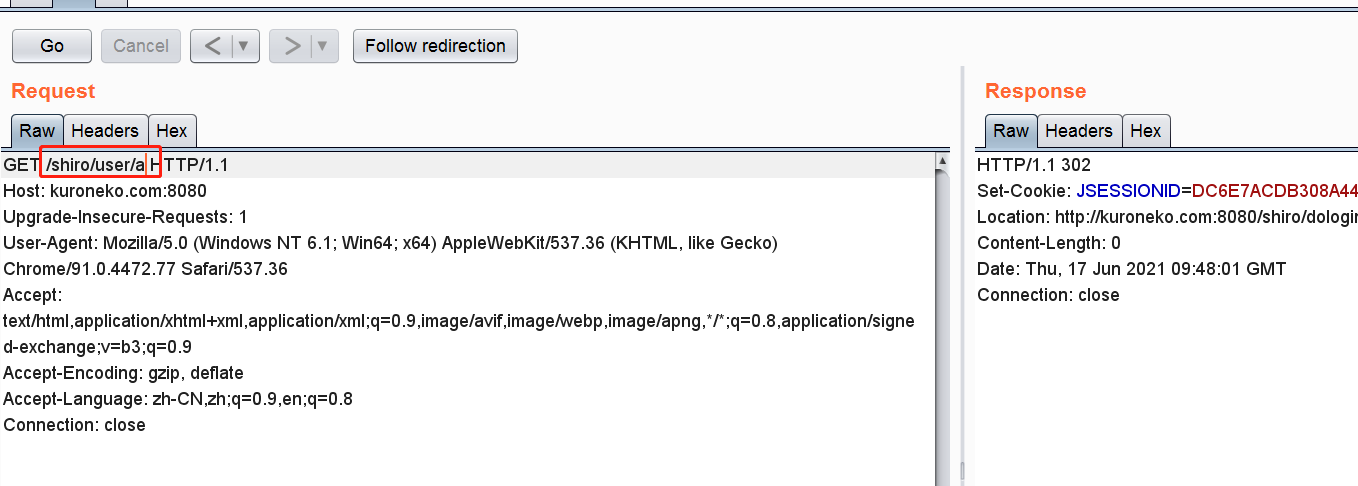 Go
Cancel
<
>
Follow redirection
Request
Raw
Headers
Hex
GET /shiro/user/a HTTP/1.1
Host: kuroneko.com:8080
Upgrade-Insecure-Requests: 1
User-Agent: Mozilla/5.0 (Windows NT 6.1; Win64; x64) AppleWebKit/537.36 (KHTML, like Gecko)
Chrome/91.0.4472.77 Safari/537.36
Accept:
text/html,application/xhtml+xml,application/xml;q=0.9,image/avif,image/webp,image/apng,*/*;q=0.8,application/signe
d-exchange;v=b3;q=0.9
Accept-Encoding: gzip, deflate
Accept-Language: zh-CN,zh;q=0.9,en;q=0.8
Connection: close
Response
Raw
Headers
Hex
HTTP/1.1 302
Set-Cookie: JSESSIONID=DC6E7ACDB308A44
Location: http://kuroneko.com:8080/shiro/dologin
Content-Length: 0
Date: Thu, 17 Jun 2021 09:48:01 GMT
Connection: close